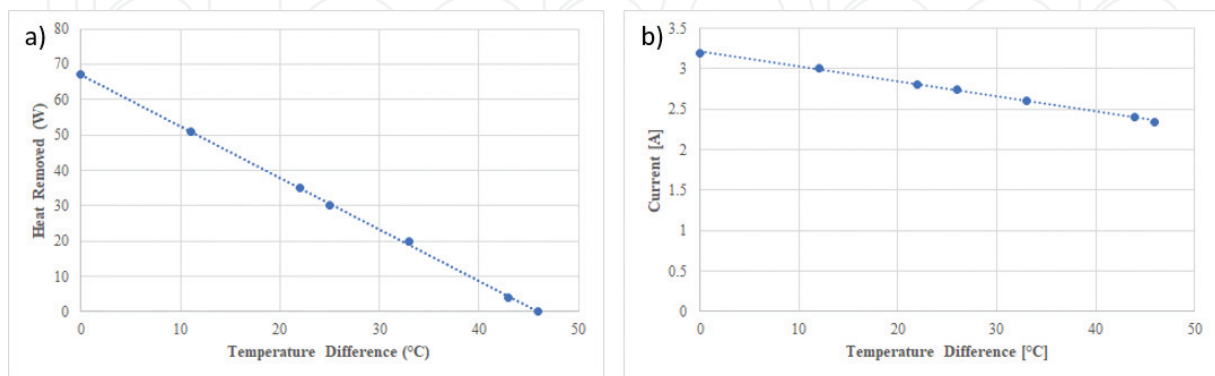 a)
80
70
60
50
40
30
20
10
0
Heat Removed (W)
0 10 20 30 40 50
Temperature Difference (°C)
b)
3.5
3
2.5
2
1.5
1
0.5
0
Current [A]
0 10 20 30 40 50
Temperature Difference [°C]